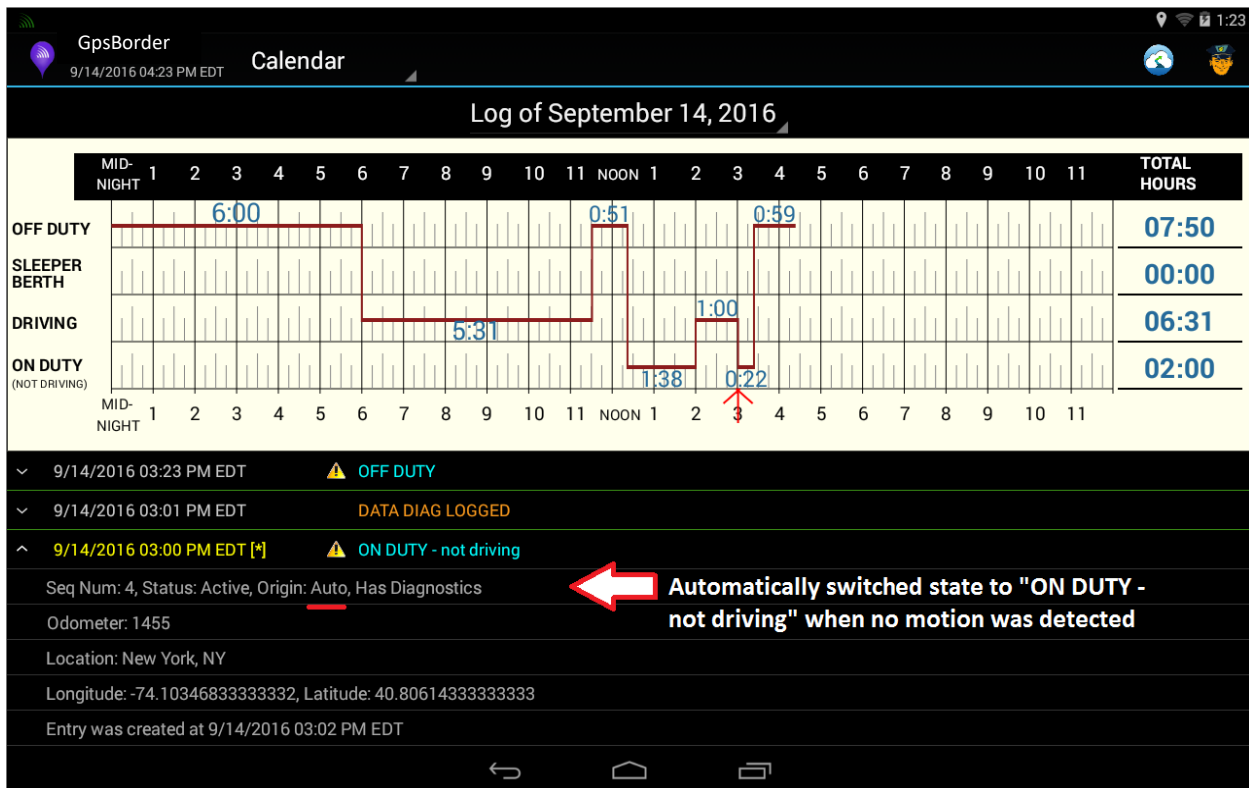 1:23
GpsBorder
9/14/2016 04:23 PM EDT
Calendar
Log of September 14, 2016
MID-
NIGHT 1 2 3 4 5 6 7 8 9 10 11 NOON 1 2 3 4 5 6 7 8 9 10 11
TOTAL
HOURS
6:00 0:51 0:59
OFF DUTY 07:50
SLEEPER
BERTH 00:00
1:00
DRIVING 5:31 06:31
ON DUTY 02:00
(NOT DRIVING) 1:38 0:22
MID-
NIGHT 1 2 3 4 5 6 7 8 9 10 11 NOON 1 2 3 4 5 6 7 8 9 10 11
9/14/2016 03:23 PM EDT OFF DUTY
9/14/2016 03:01 PM EDT DATA DIAG LOGGED
9/14/2016 03:00 PM EDT [*] ON DUTY - not driving
Seq Num: 4, Status: Active, Origin: Auto, Has Diagnostics
Automatically switched state to "ON DUTY -
not driving" when no motion was detected
Odometer: 1455
Location: New York, NY
Longitude: -74.10346833333332, Latitude: 40.80614333333333
Entry was created at 9/14/2016 03:02 PM EDT